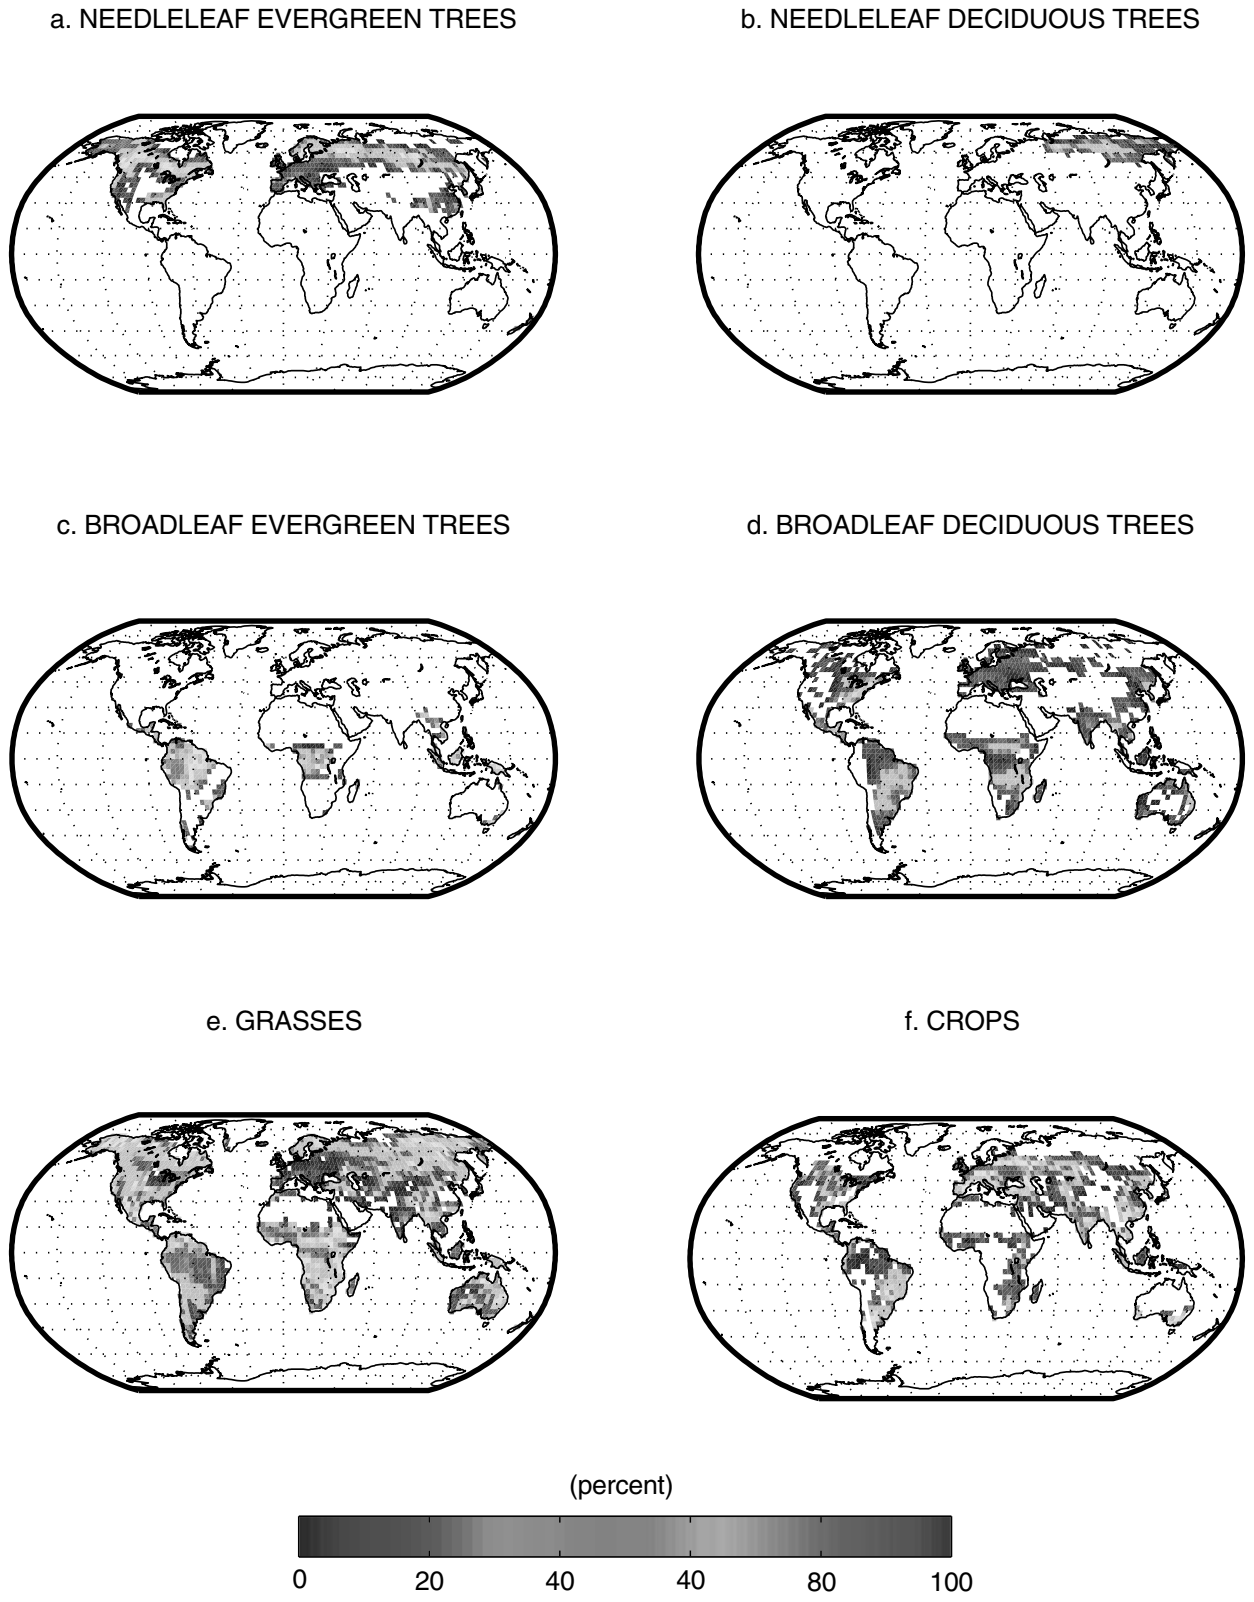 a. NEEDLELEAF EVERGREEN TREES
b. NEEDLELEAF DECIDUOUS TREES
c. BROADLEAF EVERGREEN TREES
d. BROADLEAF DECIDUOUS TREES
e. GRASSES
f. CROPS
(percent)
0 20 40 40 80 100